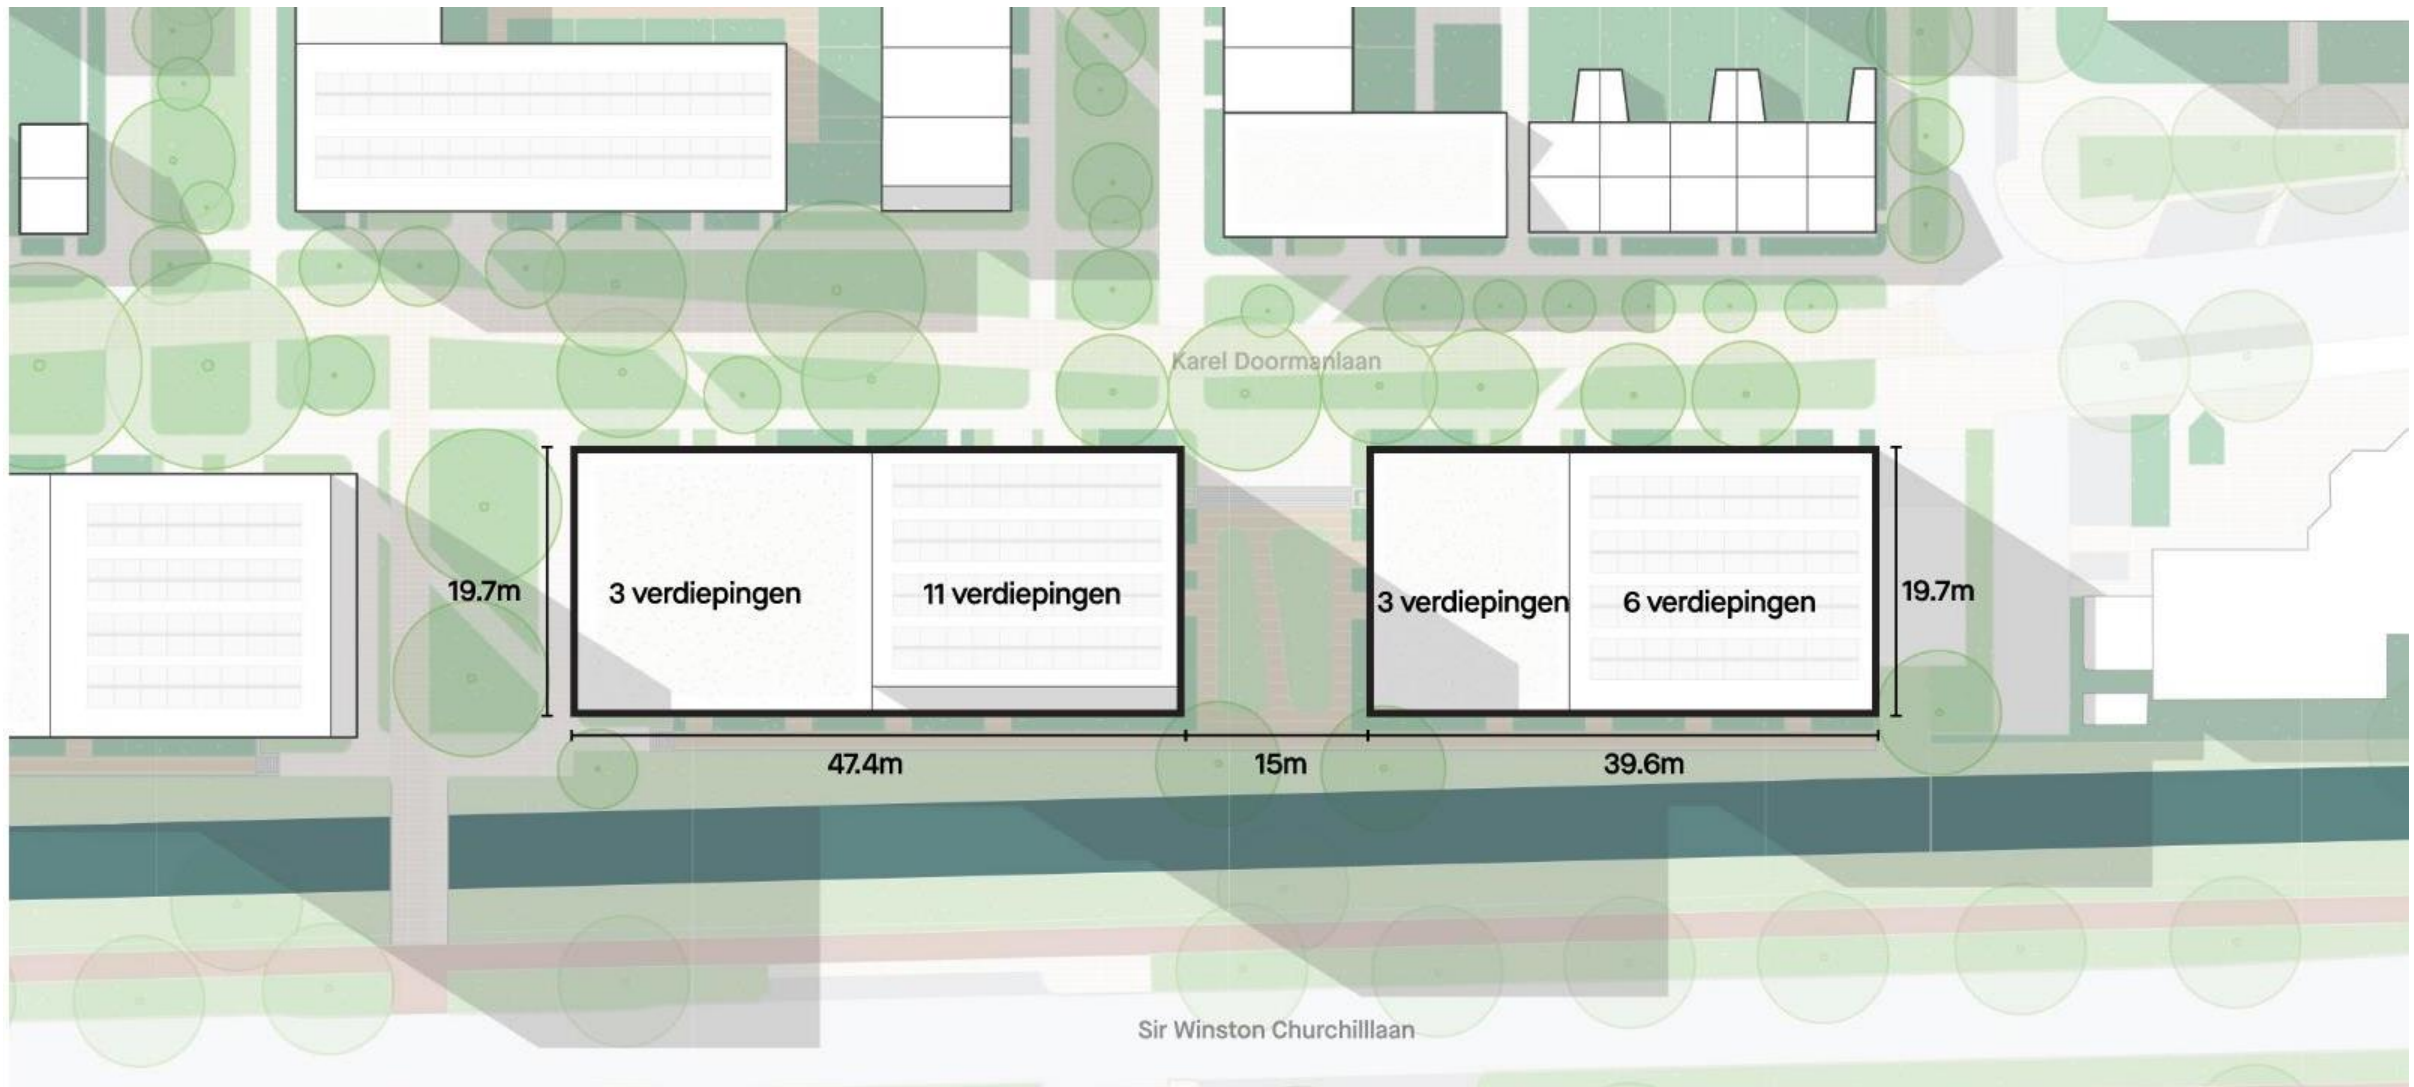 Karel Doormanlaan
19.7m
3 verdiepingen
11 verdiepingen
3 verdiepingen
6 verdiepingen
19.7m
47.4m
15m
39.6m
Sir Winston Churchilllaan